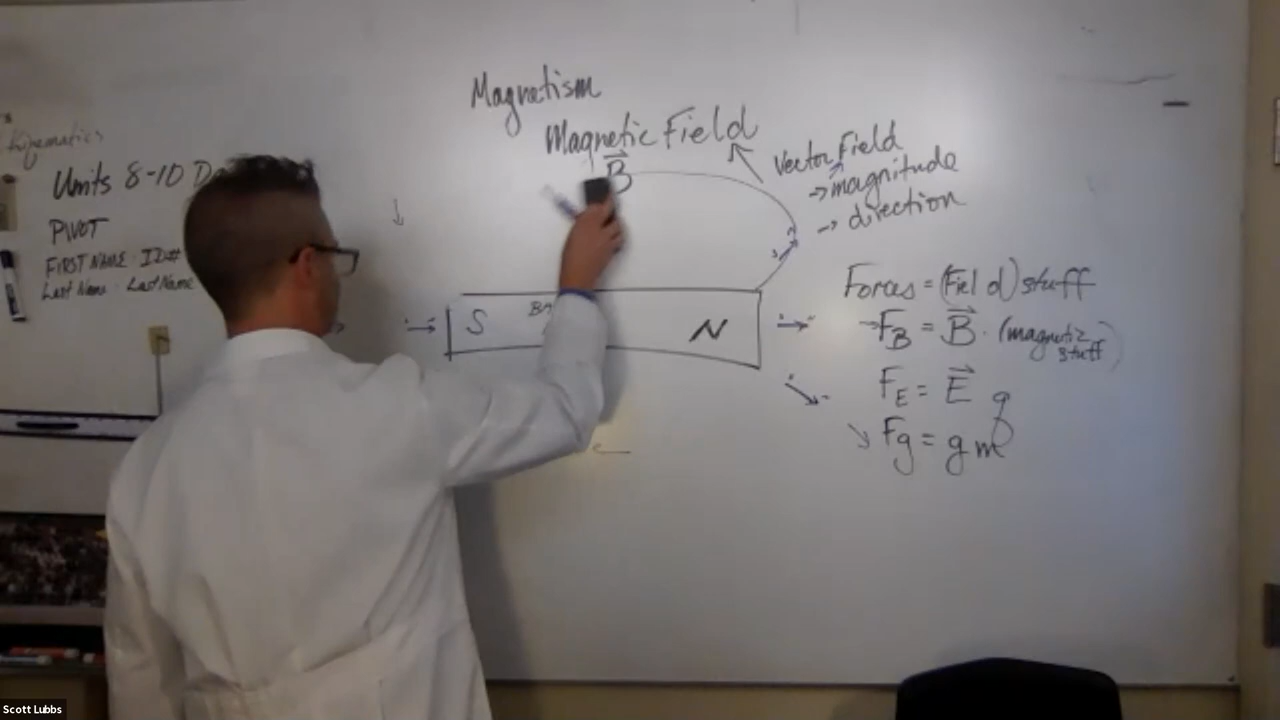 Magnetism
Magnetic Field
B
Vector Field
→ magnitude
→ direction
Kinematics
Units 8-10
PIVOT
FIRST NAME · ID#
Last Name · Last Name
S
N
Forces = (Field) stuff
F_B = B · (magnetic stuff)
F_E = E q
Fg = g m
Scott Lubbs